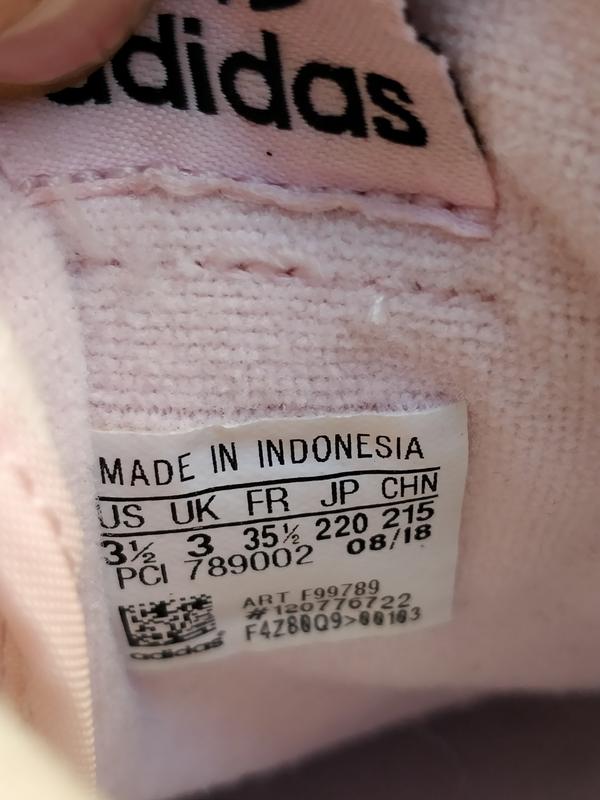 adidas
MADE IN INDONESIA
US UK FR JP CHN
3½ 3 35½ 220 215
PCI 789002 08/18
ART F99789
#120776722
F4Z80Q9>00103
adidas